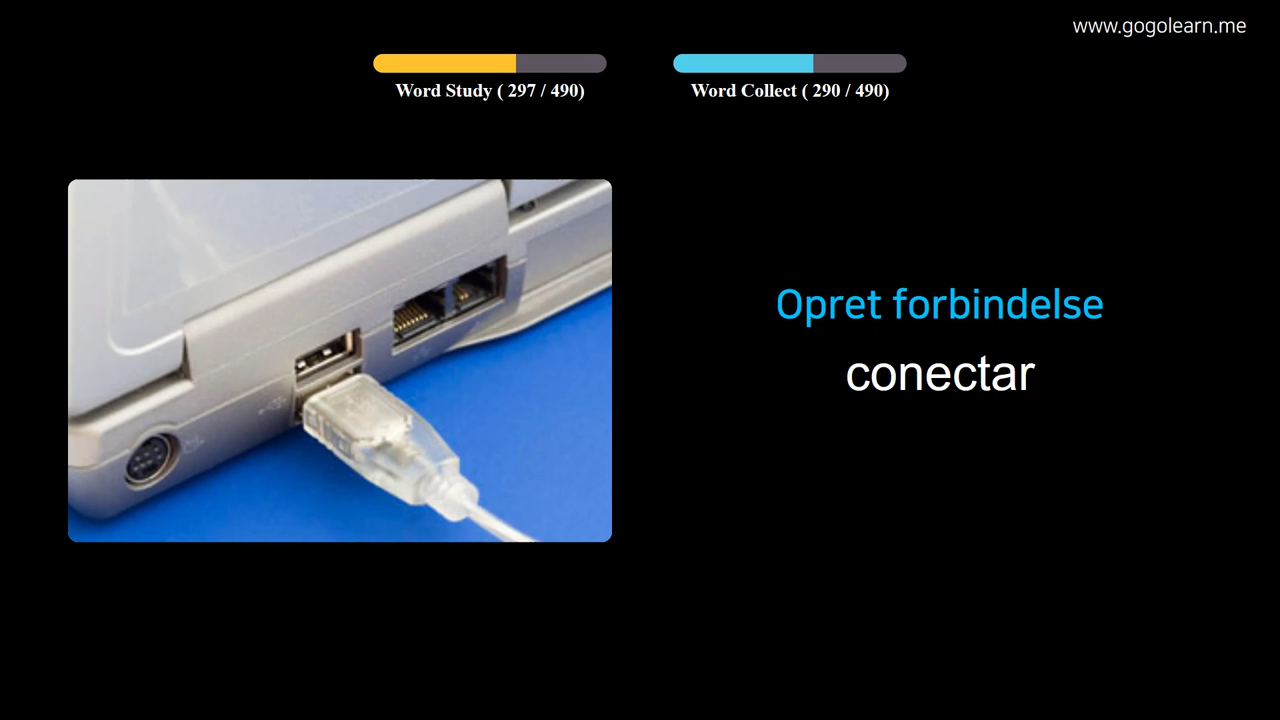 www.gogolearn.me
Word Study ( 297 / 490)
Word Collect ( 290 / 490)
Opret forbindelse
conectar